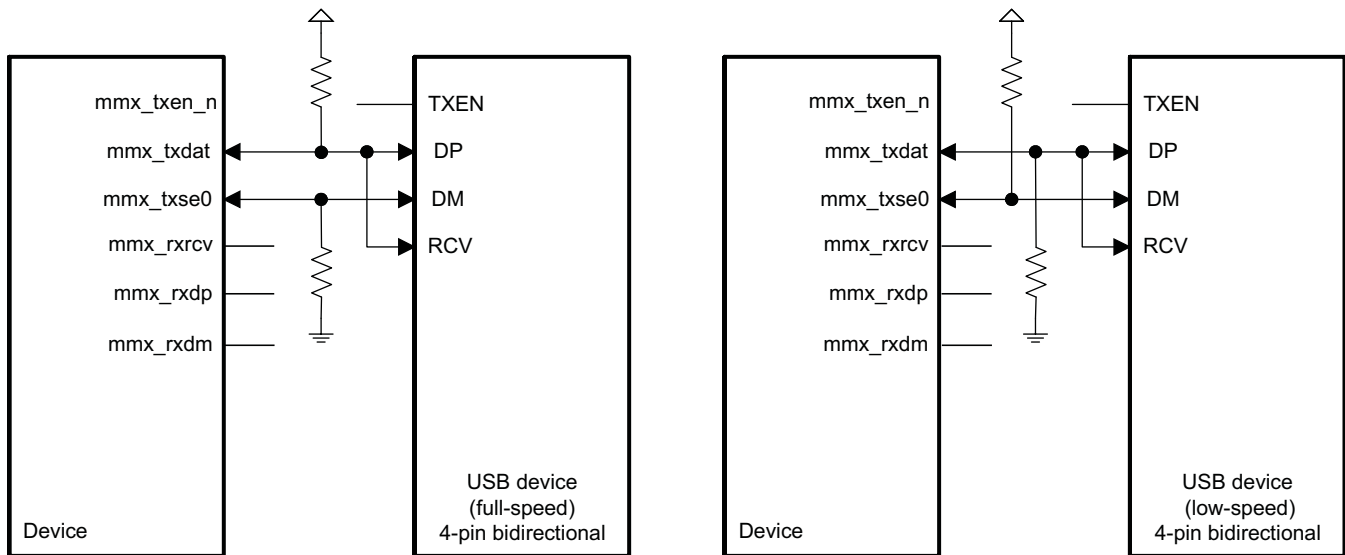 mmx_txen_n
mmx_txdat
mmx_txse0
mmx_rxrcv
mmx_rxdp
mmx_rxdm
Device
TXEN
DP
DM
RCV
USB device
(full-speed)
4-pin bidirectional
mmx_txen_n
mmx_txdat
mmx_txse0
mmx_rxrcv
mmx_rxdp
mmx_rxdm
Device
TXEN
DP
DM
RCV
USB device
(low-speed)
4-pin bidirectional